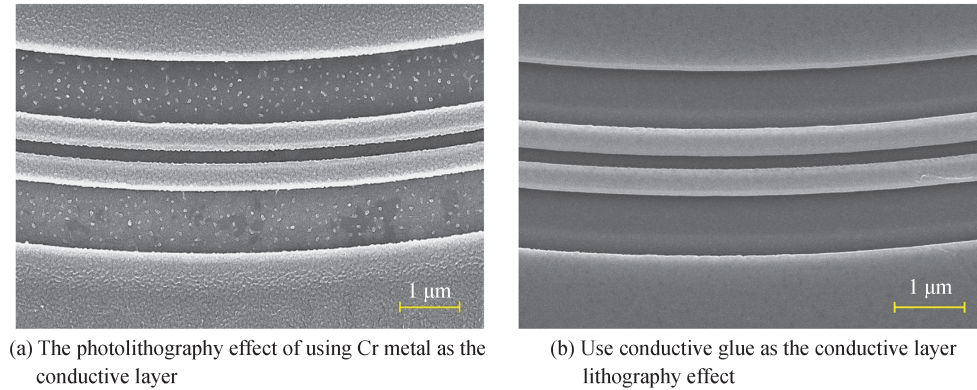 1 μm
1 μm
(a) The photolithography effect of using Cr metal as the
conductive layer
(b) Use conductive glue as the conductive layer
lithography effect